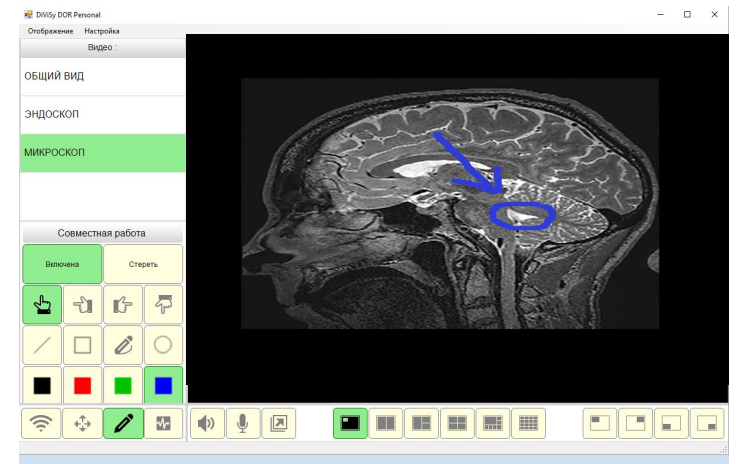 DiViSy DOR Personal
Отображение Настройка
Видео :
ОБЩИЙ ВИД
ЭНДОСКОП
МИКРОСКОП
Совместная работа
Включена Стереть